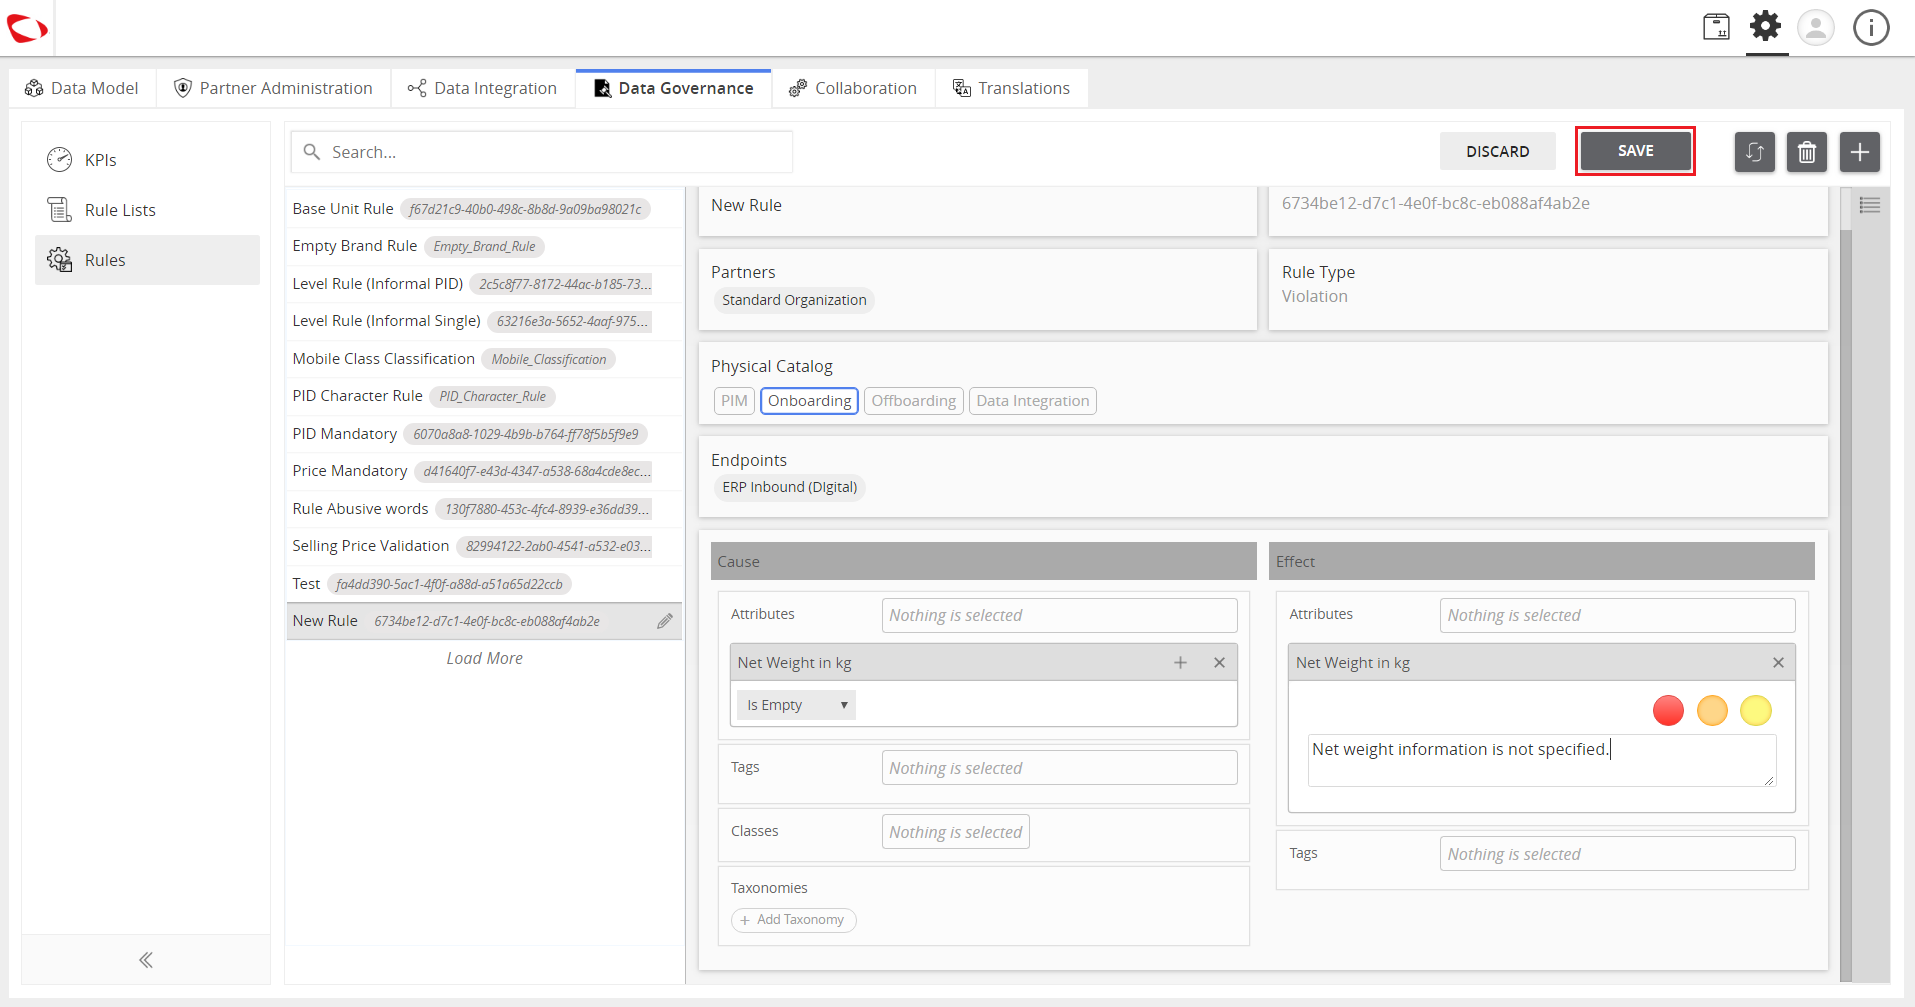 Data Model
Partner Administration
Data Integration
Data Governance
Collaboration
Translations
KPIs
Rule Lists
Rules
Search...
DISCARD
SAVE
Base Unit Rule f67d21c9-40b0-498c-8b8d-9a09ba98021c
Empty Brand Rule Empty_Brand_Rule
Level Rule (Informal PID) 2c5c8f77-8172-44ac-b185-73...
Level Rule (Informal Single) 63216e3a-5652-4aaf-975...
Mobile Class Classification Mobile_Classification
PID Character Rule PID_Character_Rule
PID Mandatory 6070a8a8-1029-4b9b-b764-ff78f5b5f9e9
Price Mandatory d41640f7-e43d-4347-a538-68a4cde8ec...
Rule Abusive words 130f7880-453c-4fc4-8939-e36dd39...
Selling Price Validation 82994122-2ab0-4541-a532-e03...
Test fa4dd390-5ac1-4f0f-a88d-a51a65d22ccb
New Rule 6734be12-d7c1-4e0f-bc8c-eb088af4ab2e
Load More
New Rule
6734be12-d7c1-4e0f-bc8c-eb088af4ab2e
Partners
Standard Organization
Rule Type
Violation
Physical Catalog
PIM Onboarding Offboarding Data Integration
Endpoints
ERP Inbound (DIgital)
Cause
Attributes Nothing is selected
Net Weight in kg
Is Empty
Tags Nothing is selected
Classes Nothing is selected
Taxonomies
+ Add Taxonomy
Effect
Attributes Nothing is selected
Net Weight in kg
Net weight information is not specified.
Tags Nothing is selected